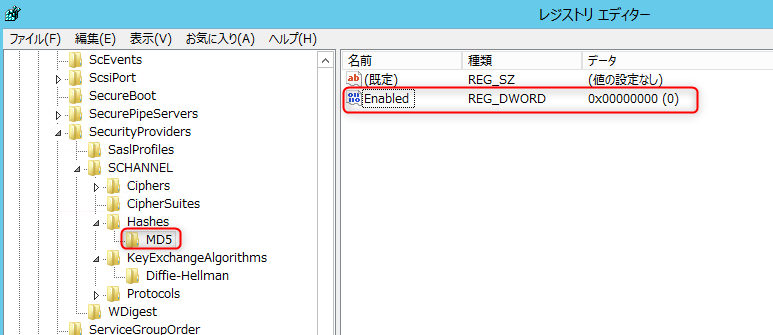 レジストリ エディター
ファイル(F) 編集(E) 表示(V) お気に入り(A) ヘルプ(H)
ScEvents
ScsiPort
SecureBoot
SecurePipeServers
SecurityProviders
SaslProfiles
SCHANNEL
Ciphers
CipherSuites
Hashes
MD5
KeyExchangeAlgorithms
Diffie-Hellman
Protocols
WDigest
ServiceGroupOrder
名前 種類 データ
ab (既定) REG_SZ (値の設定なし)
Enabled REG_DWORD 0x00000000 (0)